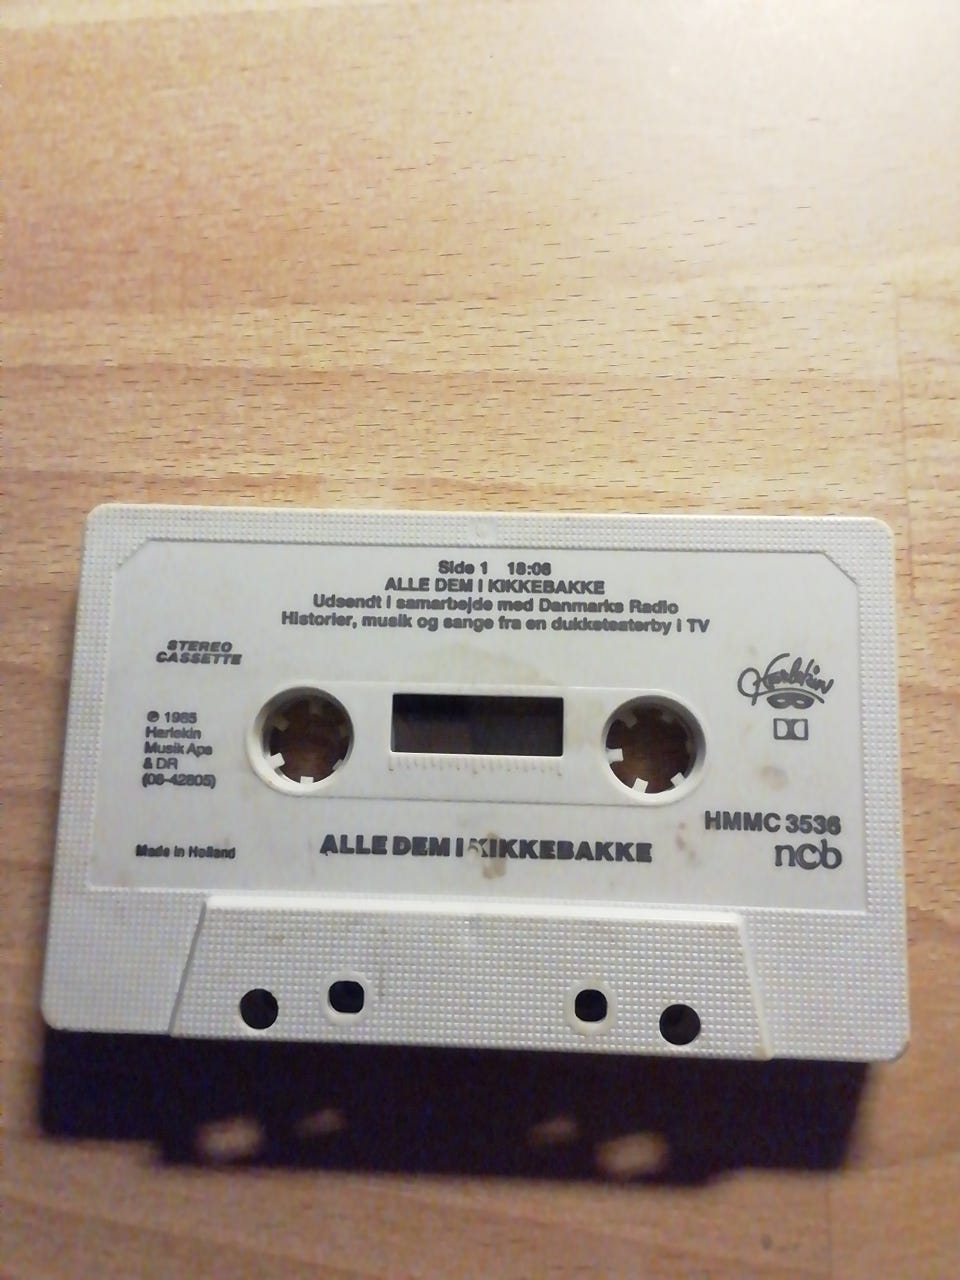 Side 1 18:06
ALLE DEM I KIKKEBAKKE
Udsendt i samarbejde med Danmarks Radio
Historier, musik og sange fra en dukketeaterby i TV
STEREO
CASSETTE
Harlekin
℗ 1985
Harlekin
Musik Aps
& DR
(06-42805)
HMMC 3536
Made in Holland
ALLE DEM I KIKKEBAKKE
ncb